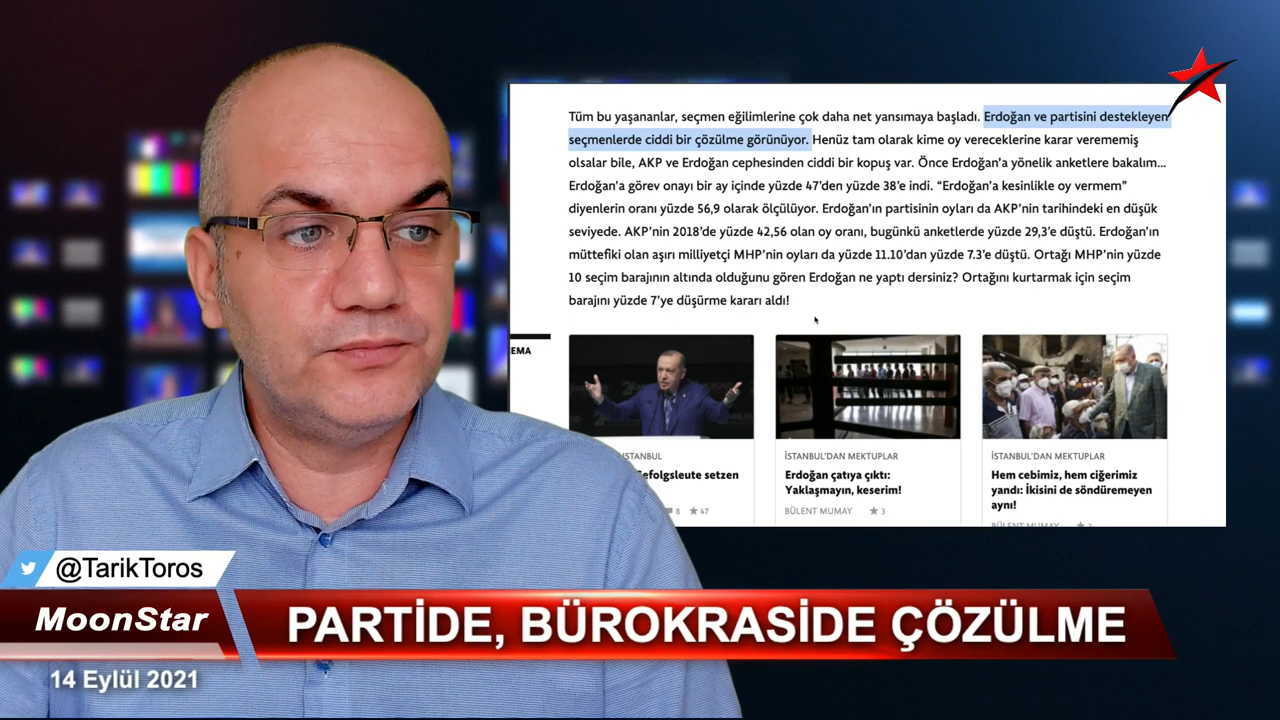 Tüm bu yaşananlar, seçmen eğilimlerine çok daha net yansımaya başladı. Erdoğan ve partisini destekleyen
seçmenlerde ciddi bir çözülme görünüyor. Henüz tam olarak kime oy vereceklerine karar verememiş
olsalar bile, AKP ve Erdoğan cephesinden ciddi bir kopuş var. Önce Erdoğan'a yönelik anketlere bakalım...
Erdoğan'a görev onayı bir ay içinde yüzde 47'den yüzde 38'e indi. “Erdoğan'a kesinlikle oy vermem”
diyenlerin oranı yüzde 56,9 olarak ölçülüyor. Erdoğan'ın partisinin oyları da AKP'nin tarihindeki en düşük
seviyede. AKP'nin 2018'de yüzde 42,56 olan oy oranı, bugünkü anketlerde yüzde 29,3'e düştü. Erdoğan'ın
müttefiki olan aşırı milliyetçi MHP'nin oyları da yüzde 11.10'dan yüzde 7.3'e düştü. Ortağı MHP'nin yüzde
10 seçim barajının altında olduğunu gören Erdoğan ne yaptı dersiniz? Ortağını kurtarmak için seçim
barajını yüzde 7'ye düşürme kararı aldı!
EMA
ISTANBUL
Gefolgsleute setzen
8 47
İSTANBUL'DAN MEKTUPLAR
Erdoğan çatıya çıktı:
Yaklaşmayın, keserim!
BÜLENT MUMAY 3
İSTANBUL'DAN MEKTUPLAR
Hem cebimiz, hem ciğerimiz
yandı: İkisini de söndüremeyen
aynı!
BÜLENT MUMAY 3
@TarikToros
MoonStar
PARTİDE, BÜROKRASİDE ÇÖZÜLME
14 Eylül 2021